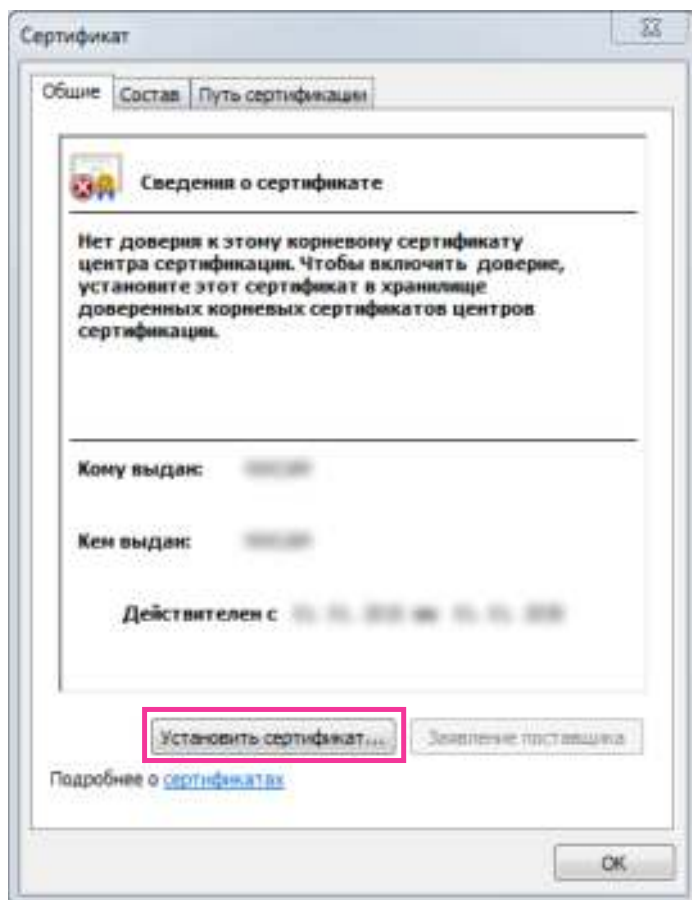 Сертификат
Общие Состав Путь сертификации
Сведения о сертификате
Нет доверия к этому корневому сертификату
центра сертификации. Чтобы включить доверие,
установите этот сертификат в хранилище
доверенных корневых сертификатов центров
сертификации.
Кому выдан:
Кем выдан:
Действителен с
Установить сертификат... Заявление поставщика
Подробнее о сертификатах
OK